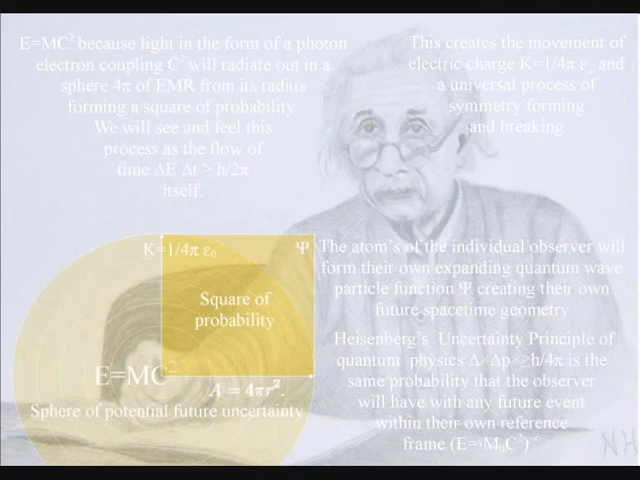 E=MC² because light in the form of a photon
electron coupling C² will radiate out in a
sphere 4π of EMR from its radius
forming a square of probability
We will see and feel this
process as the flow of
time ΔE Δt ≥ h/2π
itself.
This creates the movement of
electric charge K=1/4π ε₀ and
a universal process of
symmetry forming
and breaking
K=1/4π ε₀
Ψ
Square of
probability
E=MC²
A = 4πr².
Sphere of potential future uncertainty
The atom's of the individual observer will
form their own expanding quantum wave
particle function Ψ creating their own
future spacetime geometry
Heisenberg's Uncertainty Principle of
quantum physics Δ×Δp×≥h/4π is the
same probability that the observer
will have with any future event
within their own reference
frame
NH